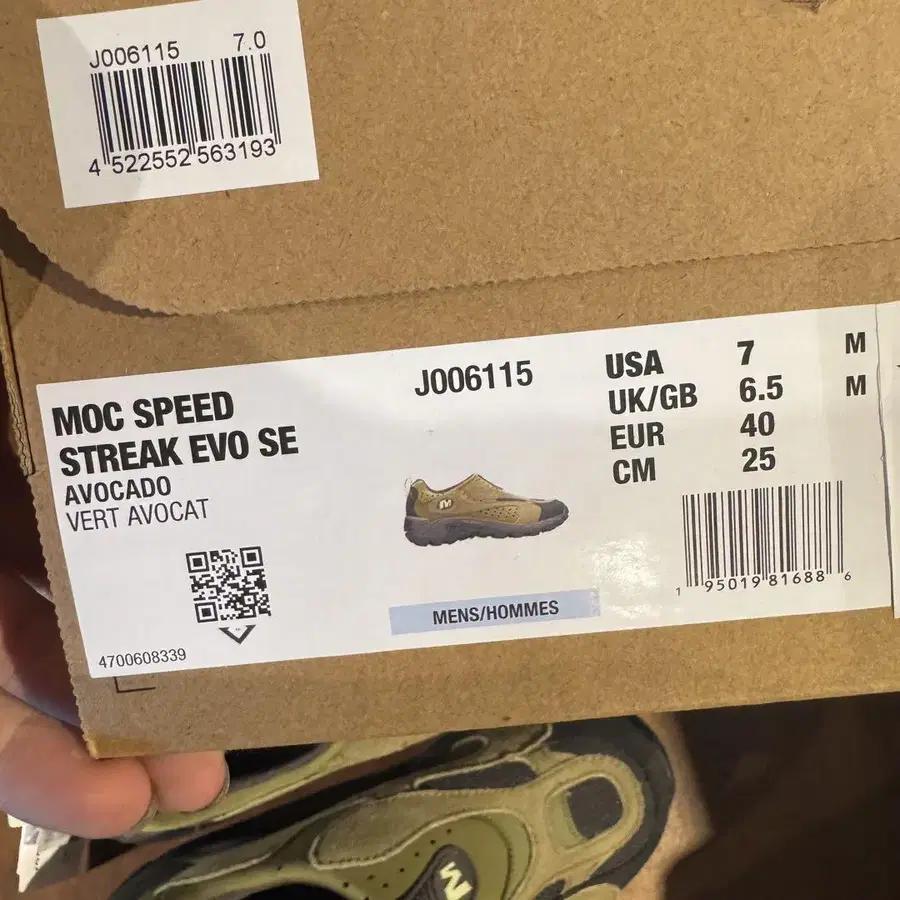 J006115 7.0
4 522552 563193
MOC SPEED
STREAK EVO SE
AVOCADO
VERT AVOCAT
4700608339
J006115
MENS/HOMMES
USA 7 M
UK/GB 6.5 M
EUR 40
CM 25
1 95019 81688 6
M